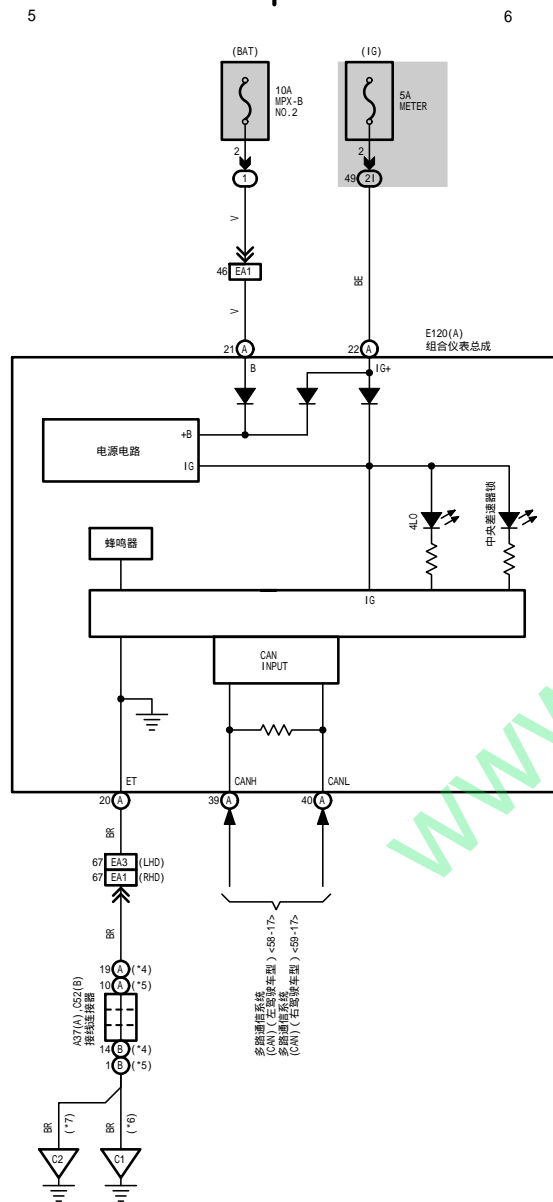 5
6
(BAT)
(IG)
10A
MPX-B
NO.2
5A
METER
2
2
1
49 2I
V
46 EA1
BE
V
E120(A)
组合仪表总成
21 A
22 A
B
IG+
+B
电源电路
IG
4LO
中央差速器锁
蜂鸣器
IG
CAN
INPUT
ET
CANH
CANL
20 A
39 A
40 A
BR
67 EA3 (LHD)
67 EA1 (RHD)
BR
多路通信系统
(CAN)(左驾驶车型)<58-17>
多路通信系统
(CAN)(右驾驶车型)<59-17>
19 A (*4)
10 A (*5)
A37(A),C52(B)
接线连接器
14 B (*4)
1 B (*5)
BR
(*7)
BR
(*6)
C2
C1
www